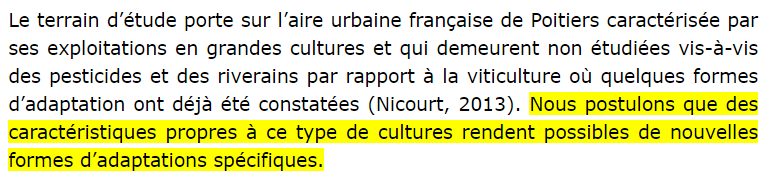 Le terrain d’étude porte sur l’aire urbaine française de Poitiers caractérisée par
ses exploitations en grandes cultures et qui demeurent non étudiées vis-à-vis
des pesticides et des riverains par rapport à la viticulture où quelques formes
d’adaptation ont déjà été constatées (Nicourt, 2013). Nous postulons que des
caractéristiques propres à ce type de cultures rendent possibles de nouvelles
formes d’adaptations spécifiques.